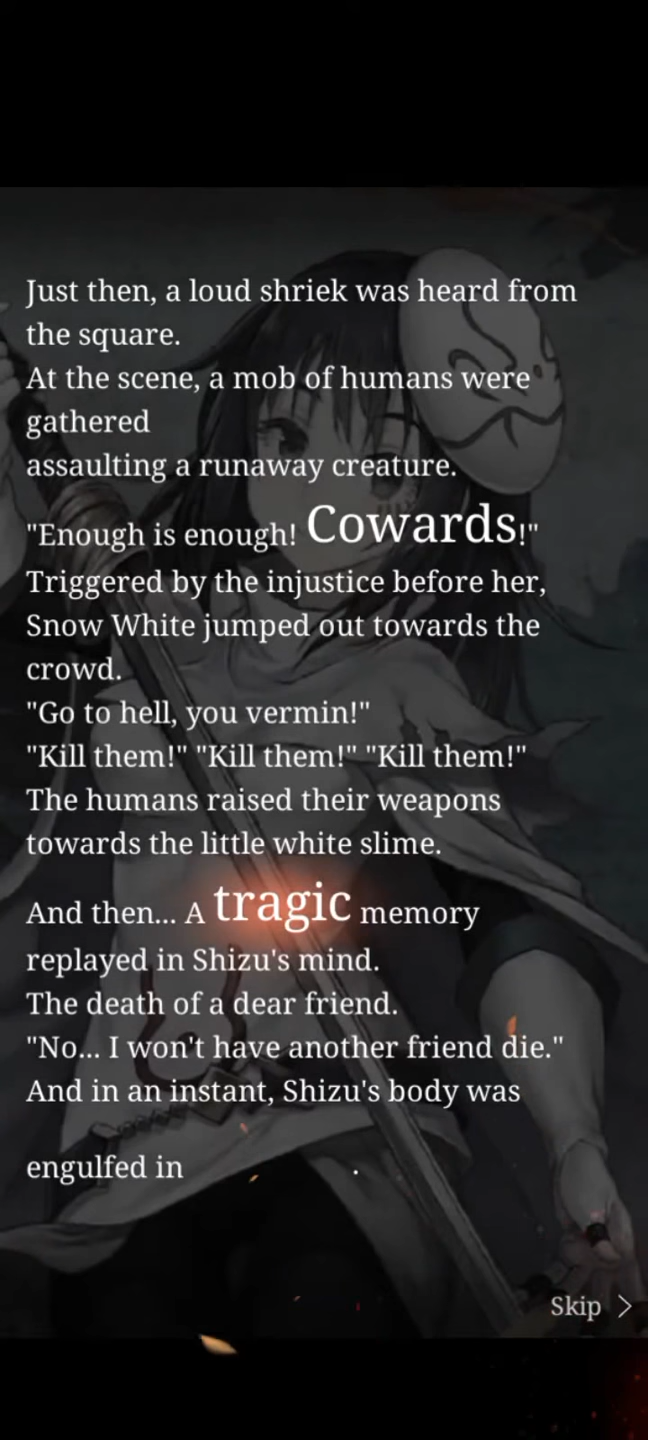 Just then, a loud shriek was heard from
the square.
At the scene, a mob of humans were
gathered
assaulting a runaway creature.
"Enough is enough! Cowards!"
Triggered by the injustice before her,
Snow White jumped out towards the
crowd.
"Go to hell, you vermin!"
"Kill them!" "Kill them!" "Kill them!"
The humans raised their weapons
towards the little white slime.
And then... A tragic memory
replayed in Shizu's mind.
The death of a dear friend.
"No... I won't have another friend die."
And in an instant, Shizu's body was
engulfed in .
Skip >